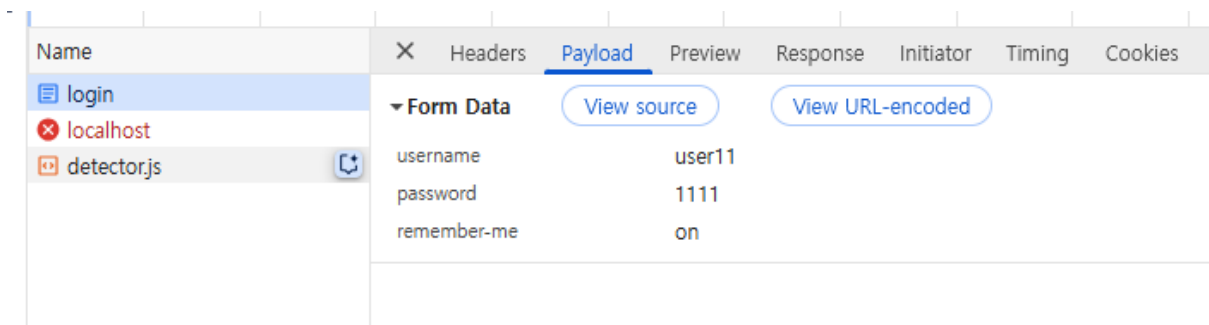 Name
login
localhost
detector.js
Headers Payload Preview Response Initiator Timing Cookies
Form Data View source View URL-encoded
username user11
password 1111
remember-me on